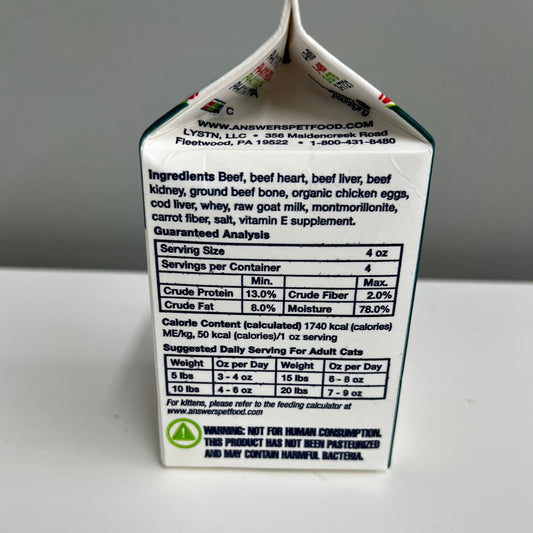 WWW.ANSWERSPETFOOD.COM
LYSTN, LLC • 356 Maidencreek Road
Fleetwood, PA 19522 • 1-800-431-8480
Ingredients Beef, beef heart, beef liver, beef
kidney, ground beef bone, organic chicken eggs,
cod liver, whey, raw goat milk, montmorillonite,
carrot fiber, salt, vitamin E supplement.
Guaranteed Analysis
Serving Size 4 oz
Servings per Container 4
Min. Max.
Crude Protein 13.0% Crude Fiber 2.0%
Crude Fat 8.0% Moisture 78.0%
Calorie Content (calculated) 1740 kcal (calories)
ME/kg, 50 kcal (calories)/1 oz serving
Suggested Daily Serving For Adult Cats
Weight Oz per Day Weight Oz per Day
5 lbs 3 - 4 oz 15 lbs 6 - 8 oz
10 lbs 4 - 6 oz 20 lbs 7 - 9 oz
For kittens, please refer to the feeding calculator at
www.answerspetfood.com
WARNING: NOT FOR HUMAN CONSUMPTION.
THIS PRODUCT HAS NOT BEEN PASTEURIZED
AND MAY CONTAIN HARMFUL BACTERIA.